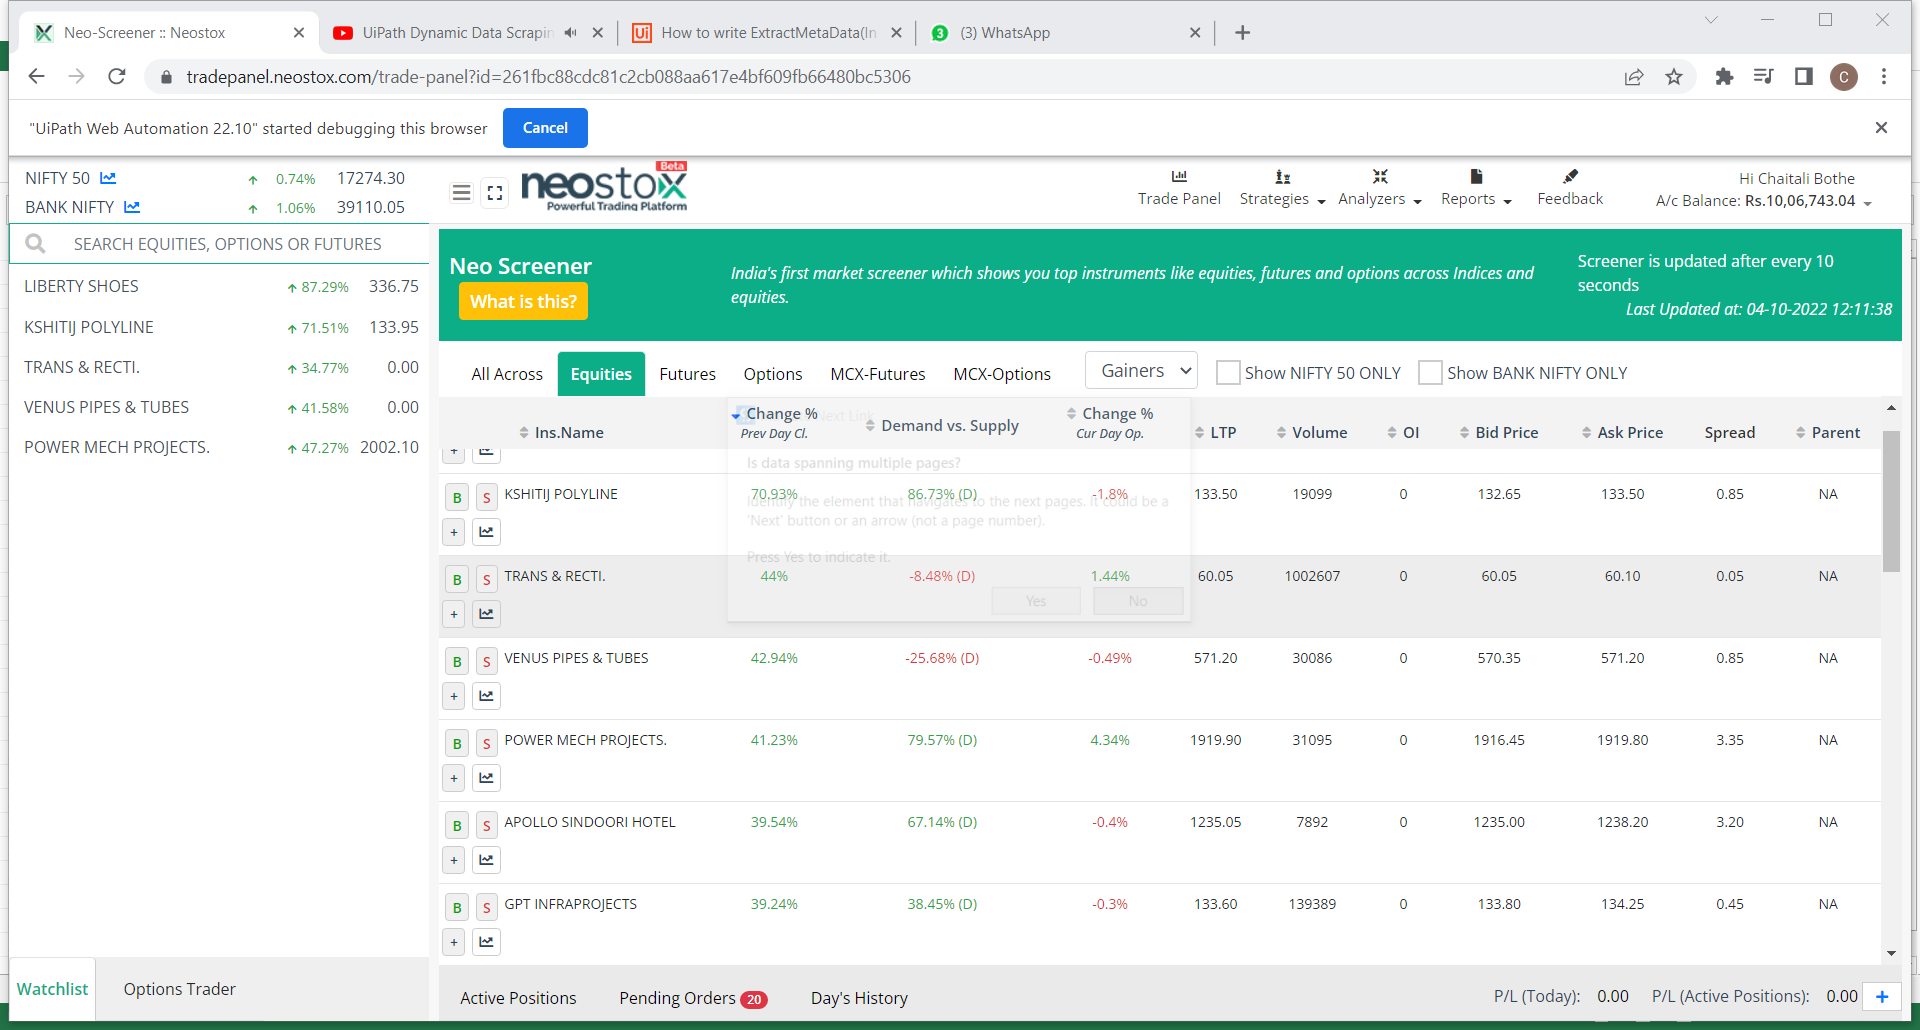 Neo-Screener :: Neostox
UiPath Dynamic Data Scrapin
How to write ExtractMetaData(In
(3) WhatsApp
tradepanel.neostox.com/trade-panel?id=261fbc88cdc81c2cb088aa617e4bf609fb66480bc5306
C
"UiPath Web Automation 22.10" started debugging this browser Cancel
NIFTY 50 0.74% 17274.30
BANK NIFTY 1.06% 39110.05
neostox Beta
Powerful Trading Platform
Trade Panel Strategies Analyzers Reports Feedback
Hi Chaitali Bothe
A/c Balance: Rs.10,06,743.04
SEARCH EQUITIES, OPTIONS OR FUTURES
LIBERTY SHOES 87.29% 336.75
KSHITIJ POLYLINE 71.51% 133.95
TRANS & RECTI. 34.77% 0.00
VENUS PIPES & TUBES 41.58% 0.00
POWER MECH PROJECTS. 47.27% 2002.10
Neo Screener
What is this?
India's first market screener which shows you top instruments like equities, futures and options across Indices and
equities.
Screener is updated after every 10
seconds
Last Updated at: 04-10-2022 12:11:38
All Across Equities Futures Options MCX-Futures MCX-Options Gainers Show NIFTY 50 ONLY Show BANK NIFTY ONLY
Ins.Name Change % Prev Day Cl. Demand vs. Supply Change % Cur Day Op. LTP Volume OI Bid Price Ask Price Spread Parent
Next Link
Is data spanning multiple pages?
Identify the element that navigates to the next pages. It could be a
'Next' button or an arrow (not a page number).
Press Yes to indicate it.
Yes No
+
B S KSHITIJ POLYLINE 70.93% 86.73% (D) -1.8% 133.50 19099 0 132.65 133.50 0.85 NA
+
B S TRANS & RECTI. 44% -8.48% (D) 1.44% 60.05 1002607 0 60.05 60.10 0.05 NA
+
B S VENUS PIPES & TUBES 42.94% -25.68% (D) -0.49% 571.20 30086 0 570.35 571.20 0.85 NA
+
B S POWER MECH PROJECTS. 41.23% 79.57% (D) 4.34% 1919.90 31095 0 1916.45 1919.80 3.35 NA
+
B S APOLLO SINDOORI HOTEL 39.54% 67.14% (D) -0.4% 1235.05 7892 0 1235.00 1238.20 3.20 NA
+
B S GPT INFRAPROJECTS 39.24% 38.45% (D) -0.3% 133.60 139389 0 133.80 134.25 0.45 NA
+
Watchlist Options Trader
Active Positions Pending Orders 20 Day's History
P/L (Today): 0.00 P/L (Active Positions): 0.00 +